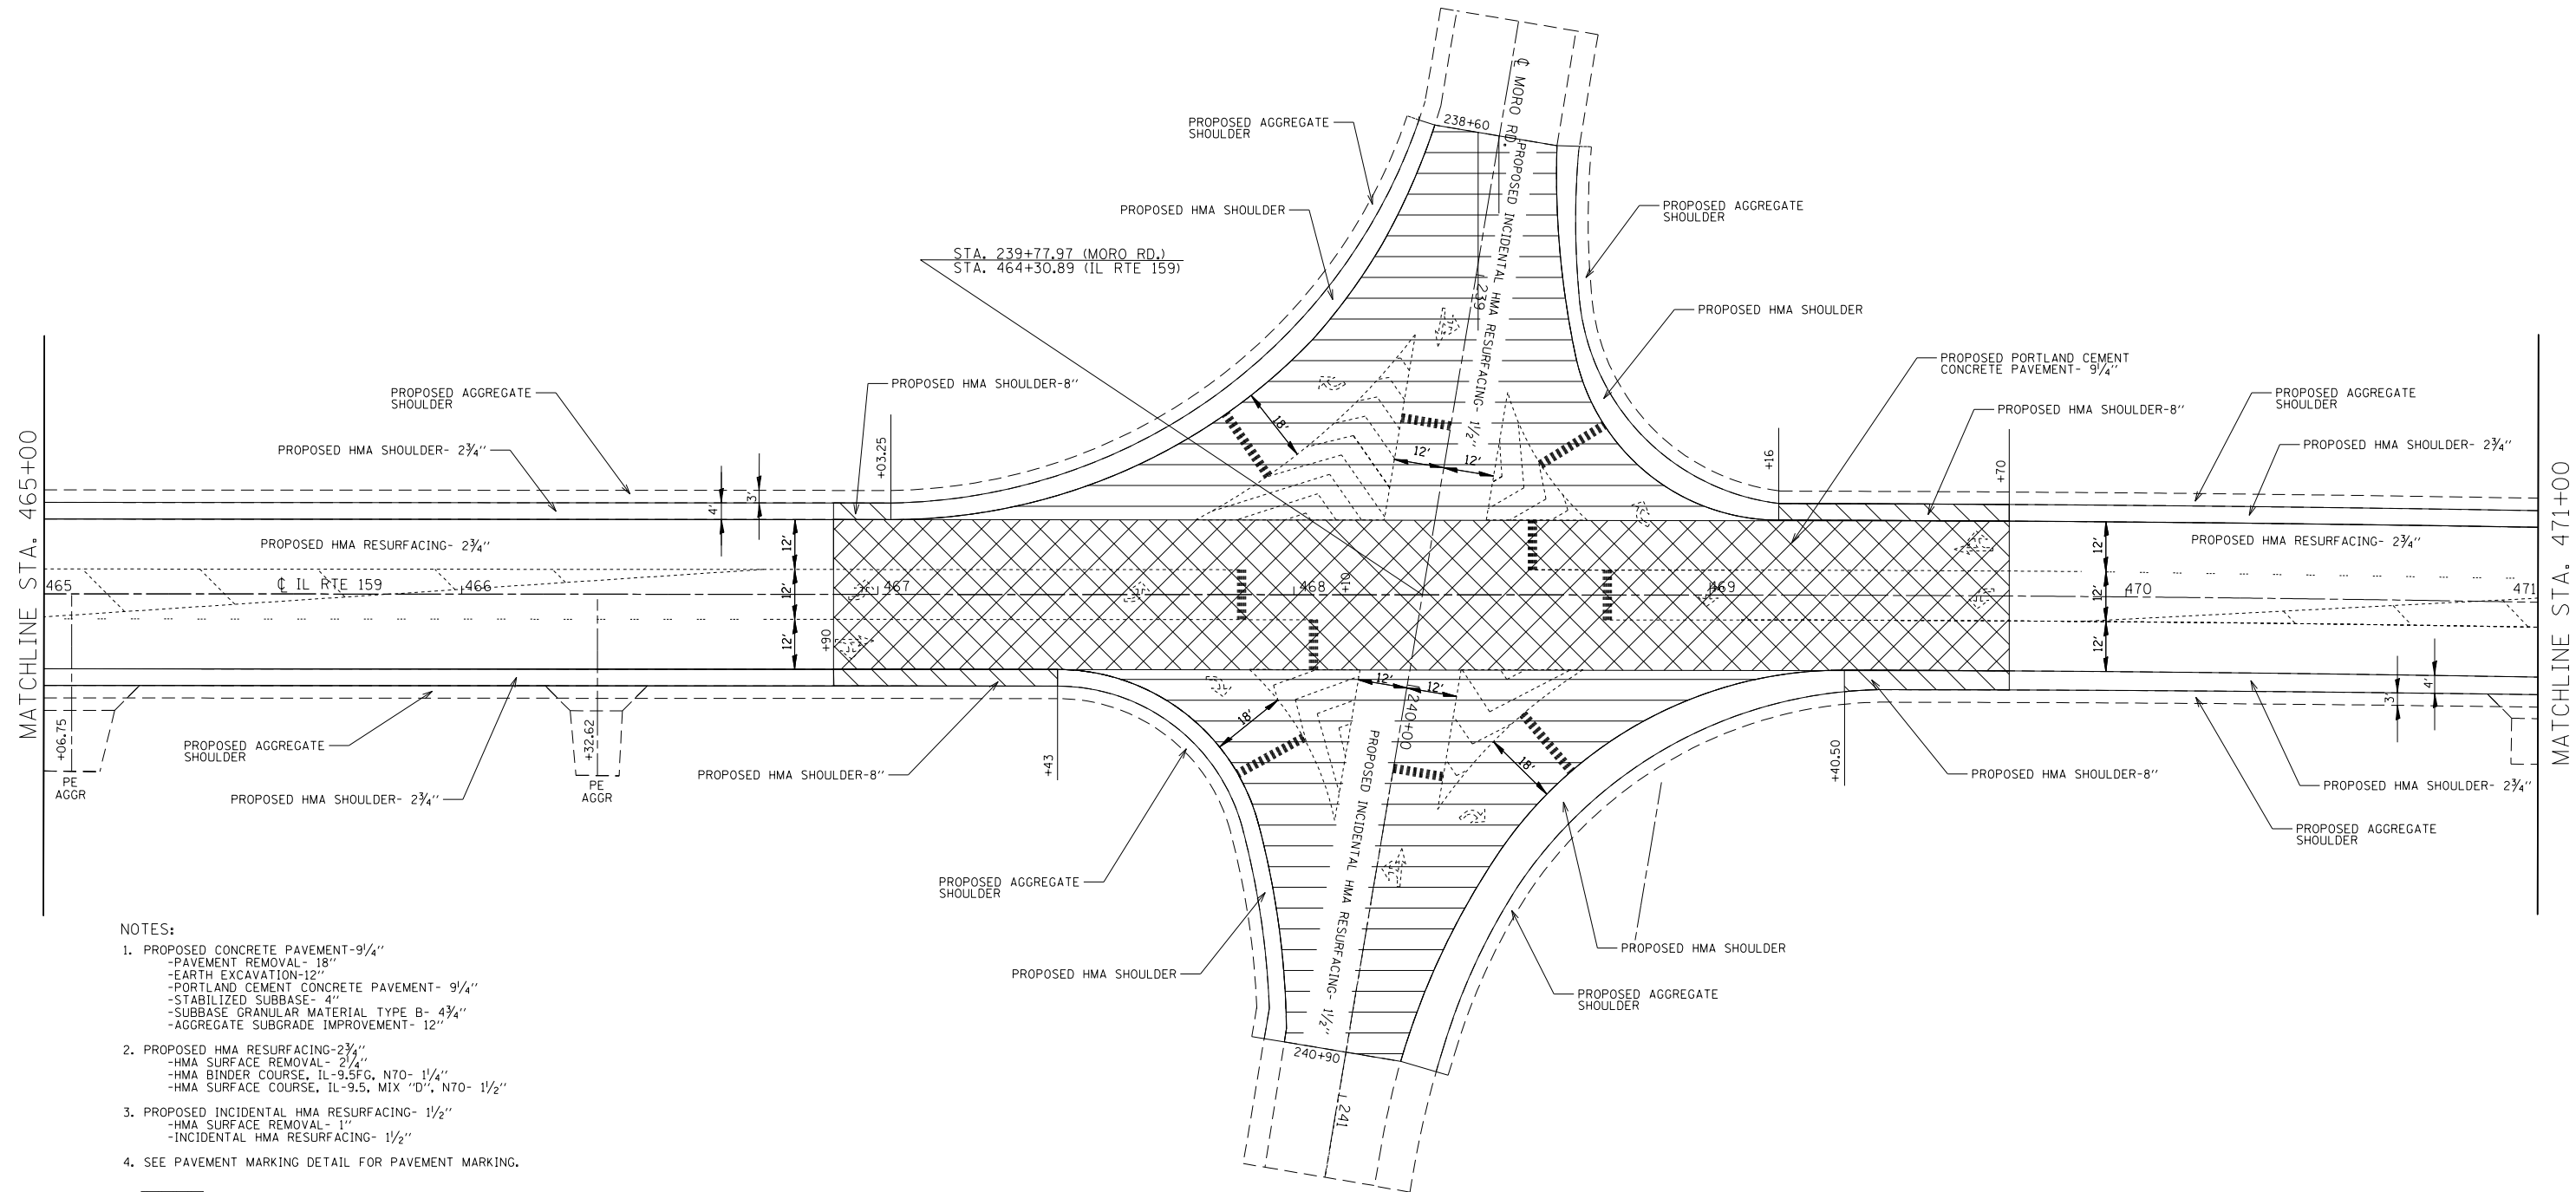 ℄ MORO RD.
238+60
PROPOSED AGGREGATE
SHOULDER
PROPOSED HMA SHOULDER
PROPOSED AGGREGATE
SHOULDER
STA. 239+77.97 (MORO RD.)
STA. 464+30.89 (IL RTE 159)
PROPOSED INCIDENTAL HMA RESURFACING- 1½''
239
PROPOSED HMA SHOULDER
PROPOSED PORTLAND CEMENT
CONCRETE PAVEMENT- 9¼''
PROPOSED AGGREGATE
SHOULDER
PROPOSED HMA SHOULDER-8''
PROPOSED AGGREGATE
SHOULDER
PROPOSED HMA SHOULDER-8''
PROPOSED HMA SHOULDER- 2¾''
PROPOSED HMA SHOULDER- 2¾''
18'
12'
12'
+03.25
+16
+70
4'
3'
MATCHLINE STA. 465+00
MATCHLINE STA. 471+00
PROPOSED HMA RESURFACING- 2¾''
12'
12'
12'
12'
12'
12'
PROPOSED HMA RESURFACING- 2¾''
465
℄ IL RTE 159
466
467
468
+10
469
470
471
+90
+06.75
PE
AGGR
+32.62
PE
AGGR
PROPOSED AGGREGATE
SHOULDER
PROPOSED HMA SHOULDER- 2¾''
PROPOSED HMA SHOULDER-8''
+43
12'
12'
18'
240+00
18'
+40.50
PROPOSED HMA SHOULDER-8''
3'
4'
PROPOSED HMA SHOULDER- 2¾''
PROPOSED AGGREGATE
SHOULDER
PROPOSED INCIDENTAL HMA RESURFACING- 1½''
PROPOSED AGGREGATE
SHOULDER
PROPOSED HMA SHOULDER
PROPOSED HMA SHOULDER
PROPOSED AGGREGATE
SHOULDER
240+90
241
NOTES:
1. PROPOSED CONCRETE PAVEMENT-9¼''
-PAVEMENT REMOVAL- 18''
-EARTH EXCAVATION-12''
-PORTLAND CEMENT CONCRETE PAVEMENT- 9¼''
-STABILIZED SUBBASE- 4''
-SUBBASE GRANULAR MATERIAL TYPE B- 4¾''
-AGGREGATE SUBGRADE IMPROVEMENT- 12''
2. PROPOSED HMA RESURFACING-2¾''
-HMA SURFACE REMOVAL- 2¼''
-HMA BINDER COURSE, IL-9.5FG, N70- 1¼''
-HMA SURFACE COURSE, IL-9.5, MIX "D", N70- 1½''
3. PROPOSED INCIDENTAL HMA RESURFACING- 1½''
-HMA SURFACE REMOVAL- 1''
-INCIDENTAL HMA RESURFACING- 1½''
4. SEE PAVEMENT MARKING DETAIL FOR PAVEMENT MARKING.